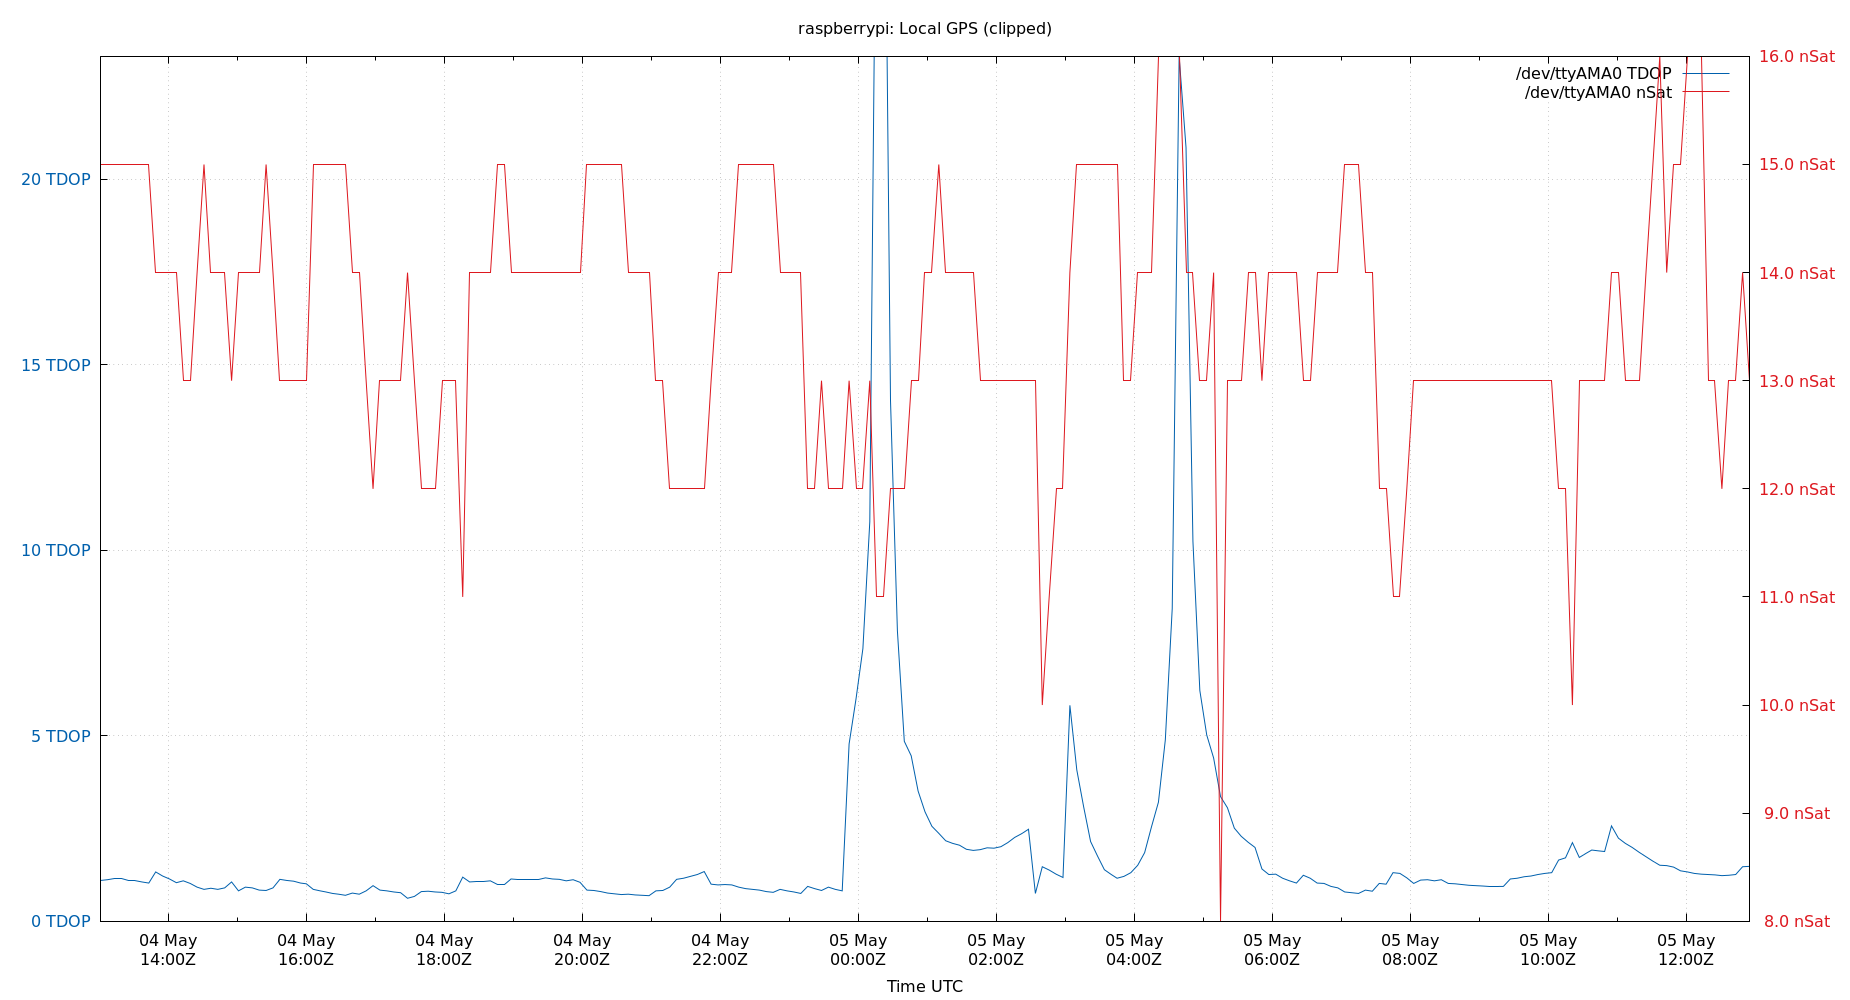 raspberrypi: Local GPS (clipped)
/dev/ttyAMA0 TDOP
/dev/ttyAMA0 nSat
20 TDOP
15 TDOP
10 TDOP
5 TDOP
0 TDOP
16.0 nSat
15.0 nSat
14.0 nSat
13.0 nSat
12.0 nSat
11.0 nSat
10.0 nSat
9.0 nSat
8.0 nSat
04 May
14:00Z
04 May
16:00Z
04 May
18:00Z
04 May
20:00Z
04 May
22:00Z
05 May
00:00Z
05 May
02:00Z
05 May
04:00Z
05 May
06:00Z
05 May
08:00Z
05 May
10:00Z
05 May
12:00Z
Time UTC